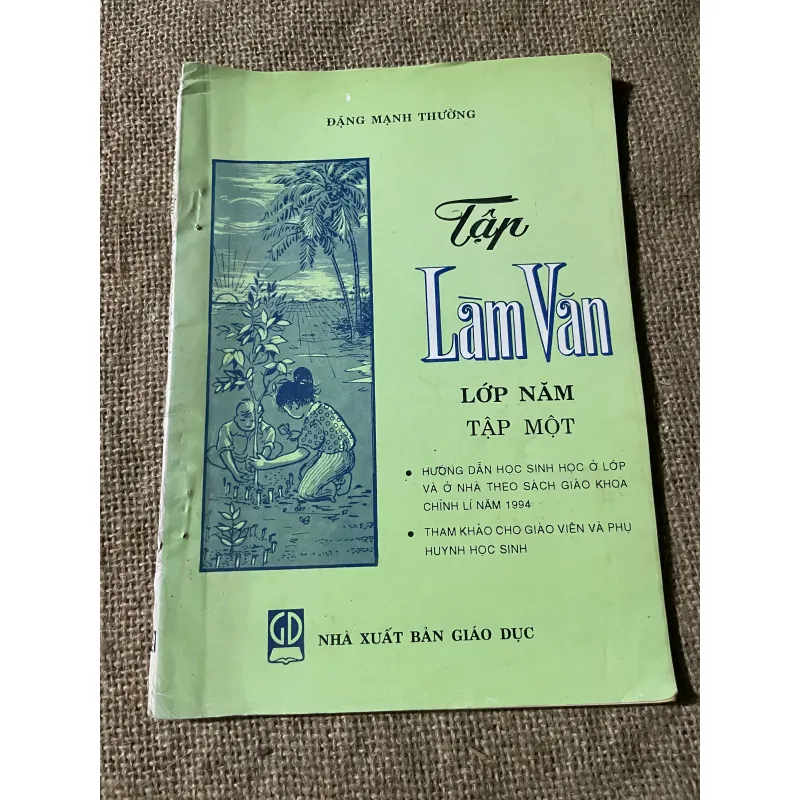 ĐẶNG MẠNH THƯỜNG
Tập
Làm Văn
LỚP NĂM
TẬP MỘT
• HƯỚNG DẪN HỌC SINH HỌC Ở LỚP
VÀ Ở NHÀ THEO SÁCH GIÁO KHOA
CHỈNH LÍ NĂM 1994
• THAM KHẢO CHO GIÁO VIÊN VÀ PHỤ
HUYNH HỌC SINH
GD
NHÀ XUẤT BẢN GIÁO DỤC